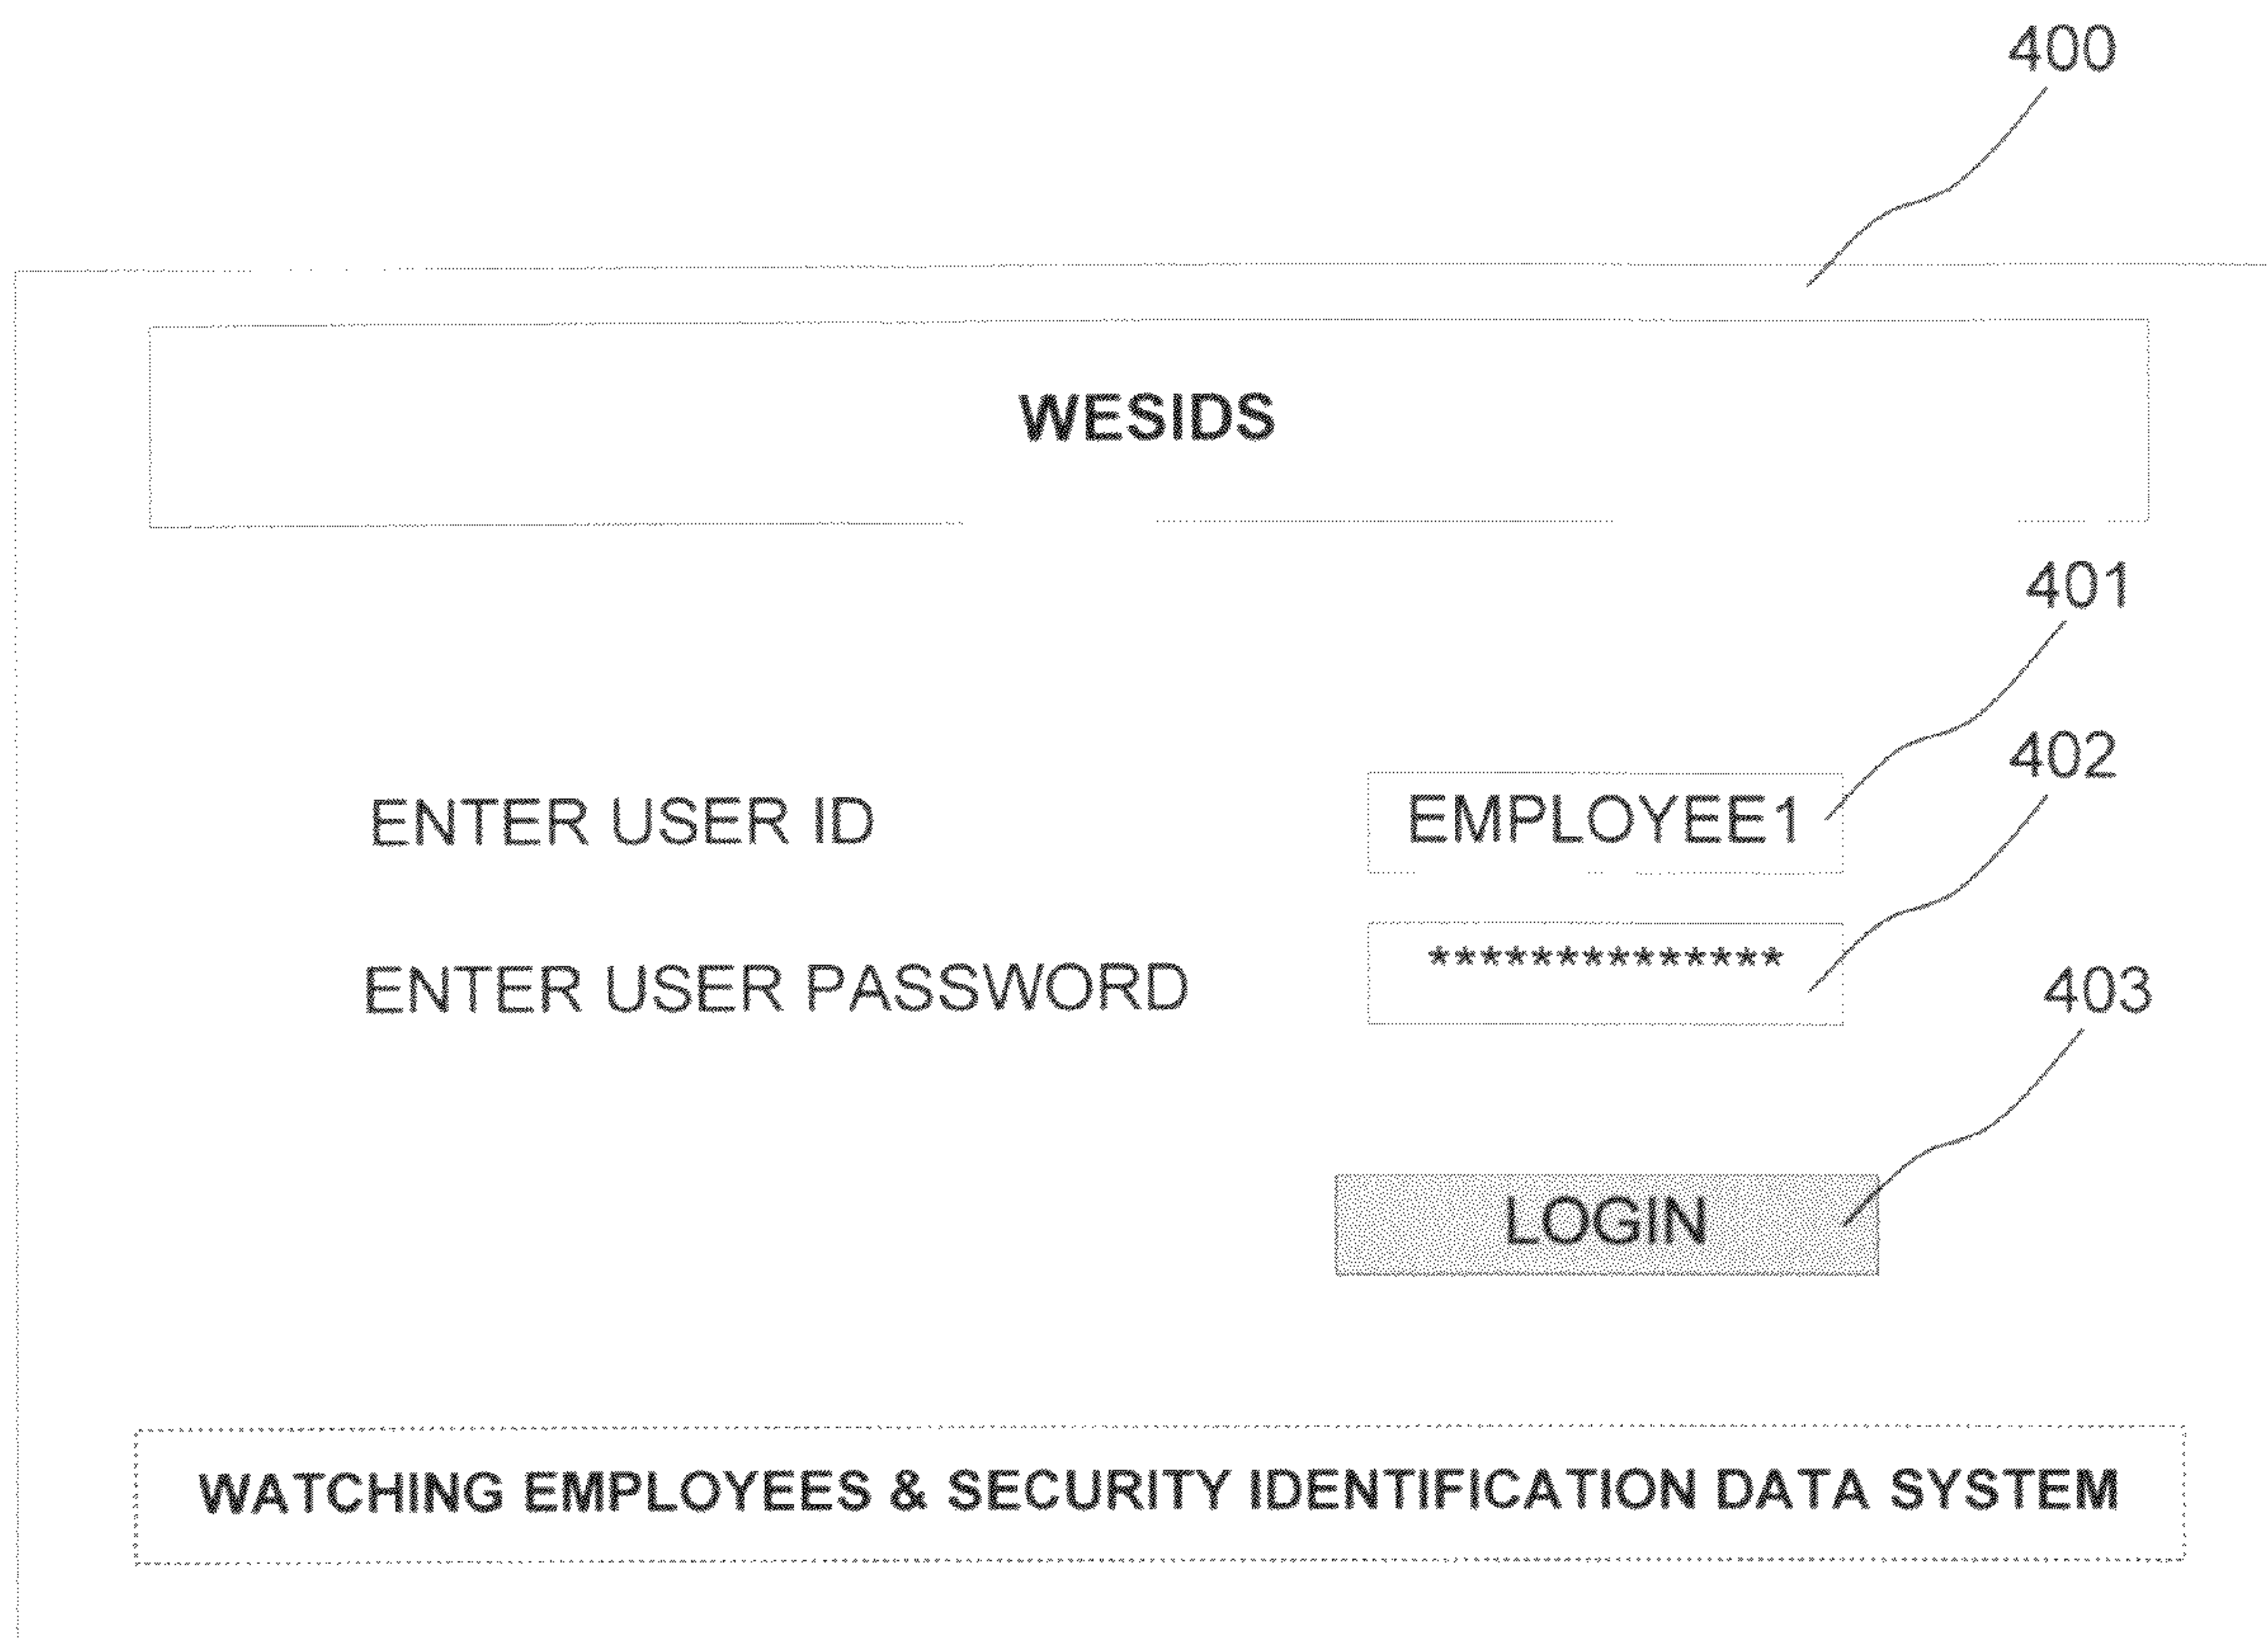 400
WESIDS
401
402
ENTER USER ID EMPLOYEE1
ENTER USER PASSWORD **************
403
LOGIN
WATCHING EMPLOYEES & SECURITY IDENTIFICATION DATA SYSTEM